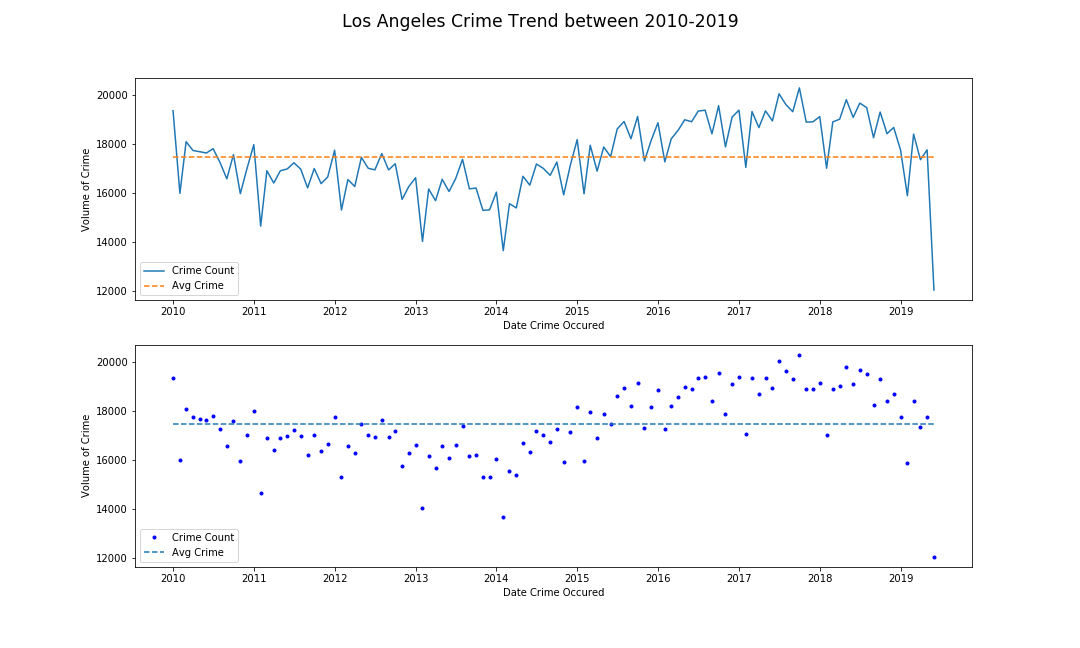 Los Angeles Crime Trend between 2010-2019
20000
18000
16000
14000
12000
Volume of Crime
Crime Count
Avg Crime
2010 2011 2012 2013 2014 2015 2016 2017 2018 2019
Date Crime Occured
20000
18000
16000
14000
12000
Volume of Crime
Crime Count
Avg Crime
2010 2011 2012 2013 2014 2015 2016 2017 2018 2019
Date Crime Occured